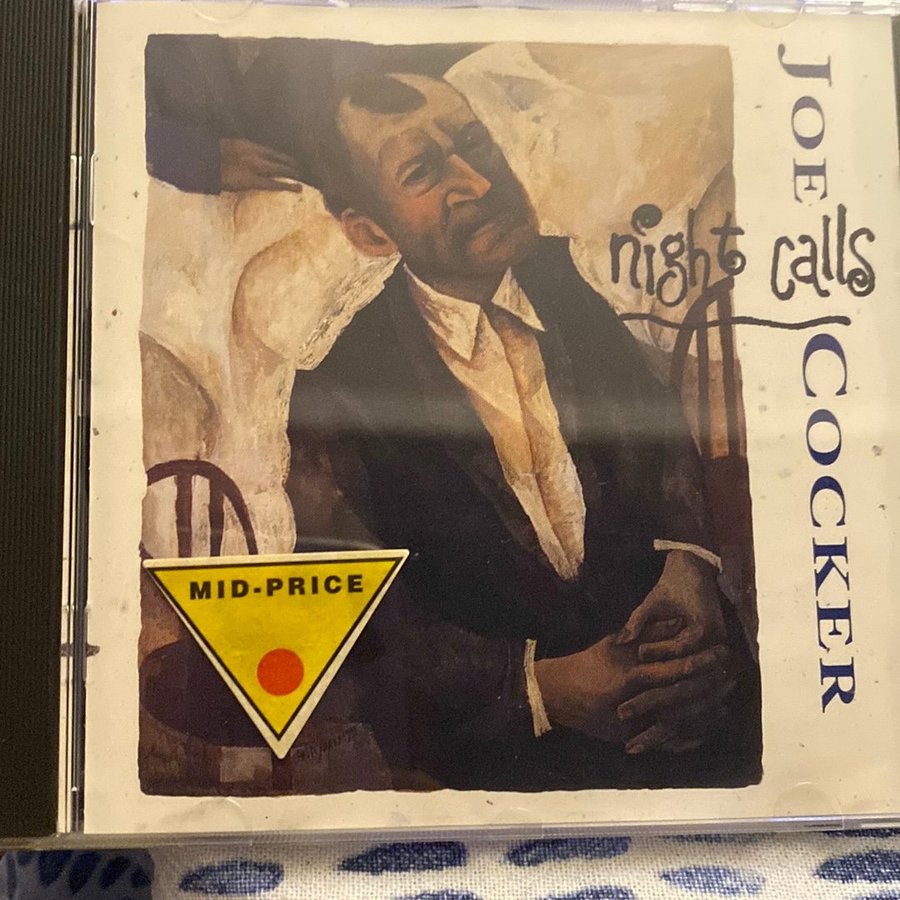 JOE COCKER
night calls
MID-PRICE